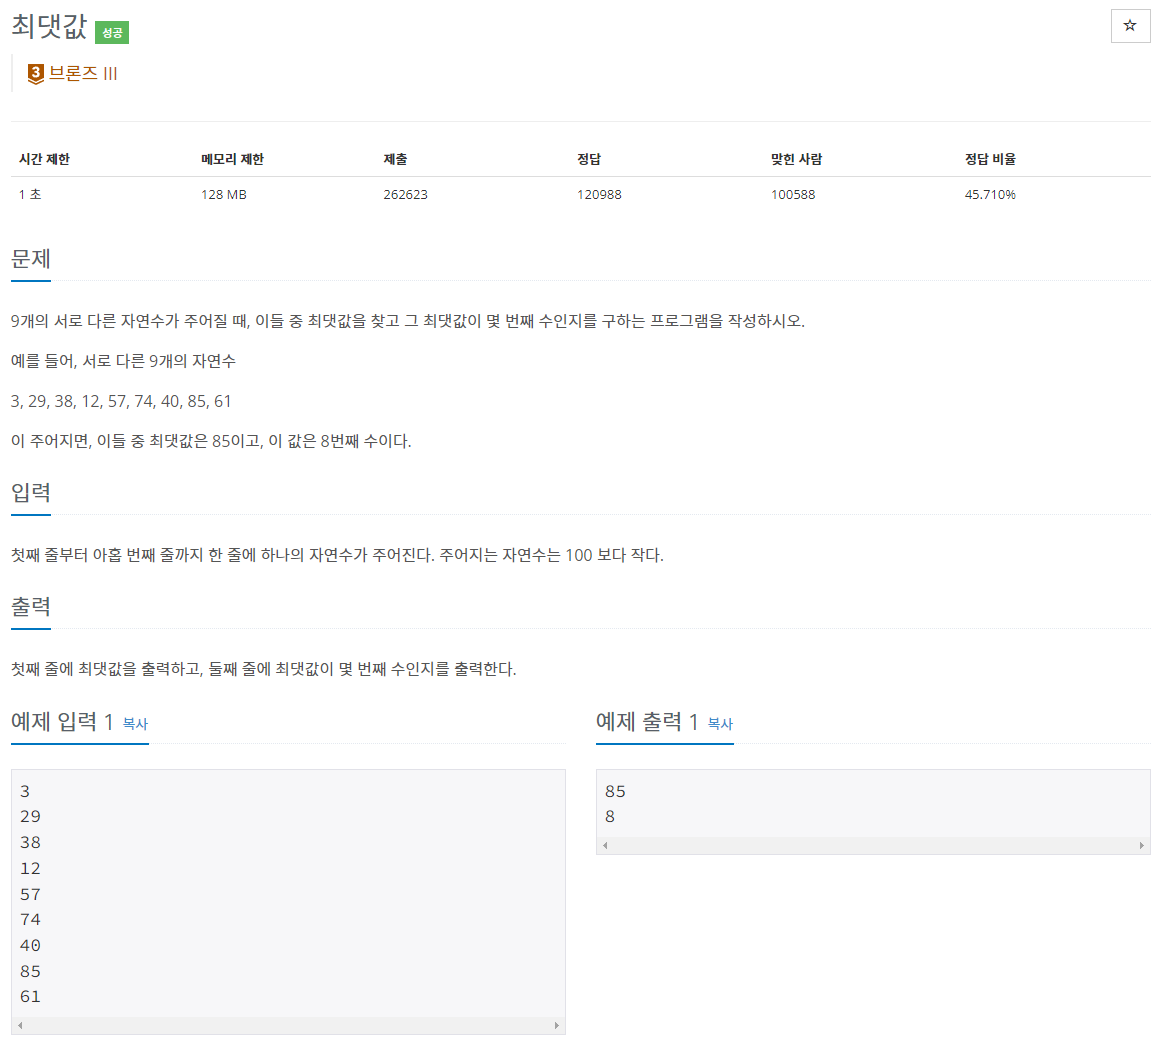 최댓값 성공
☆
3 브론즈 III
시간 제한 메모리 제한 제출 정답 맞힌 사람 정답 비율
1 초 128 MB 262623 120988 100588 45.710%
문제
9개의 서로 다른 자연수가 주어질 때, 이들 중 최댓값을 찾고 그 최댓값이 몇 번째 수인지를 구하는 프로그램을 작성하시오.
예를 들어, 서로 다른 9개의 자연수
3, 29, 38, 12, 57, 74, 40, 85, 61
이 주어지면, 이들 중 최댓값은 85이고, 이 값은 8번째 수이다.
입력
첫째 줄부터 아홉 번째 줄까지 한 줄에 하나의 자연수가 주어진다. 주어지는 자연수는 100 보다 작다.
출력
첫째 줄에 최댓값을 출력하고, 둘째 줄에 최댓값이 몇 번째 수인지를 출력한다.
예제 입력 1 복사
3
29
38
12
57
74
40
85
61
예제 출력 1 복사
85
8